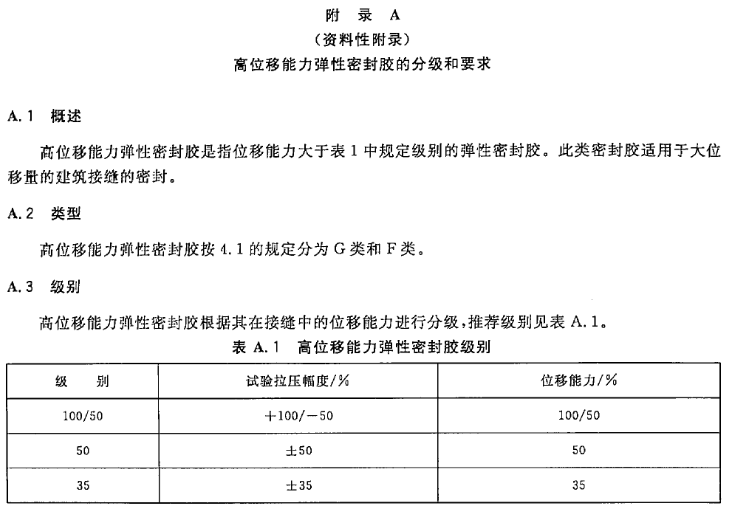 附 录 A
（资料性附录）
高位移能力弹性密封胶的分级和要求
A.1 概述
高位移能力弹性密封胶是指位移能力大于表 1 中规定级别的弹性密封胶。此类密封胶适用于大位
移量的建筑接缝的密封。
A.2 类型
高位移能力弹性密封胶按 4.1 的规定分为 G 类和 F 类。
A.3 级别
高位移能力弹性密封胶根据其在接缝中的位移能力进行分级,推荐级别见表 A.1。
表 A.1 高位移能力弹性密封胶级别
级 别 试验拉压幅度/% 位移能力/%
100/50 +100/−50 100/50
50 ±50 50
35 ±35 35